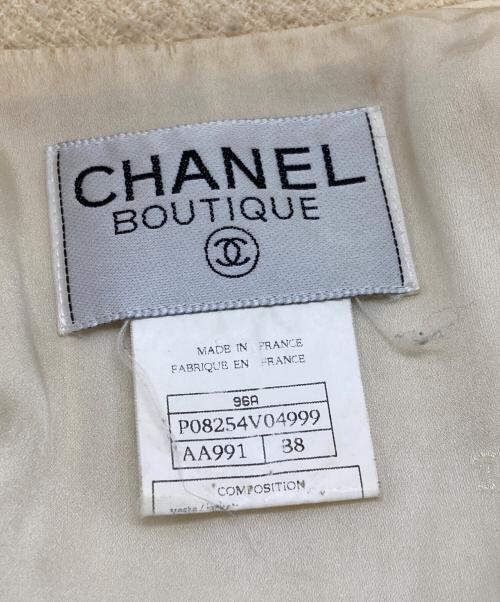 CHANEL
BOUTIQUE
MADE IN FRANCE
FABRIQUE EN FRANCE
96A
P08254V04999
AA991 38
COMPOSITION